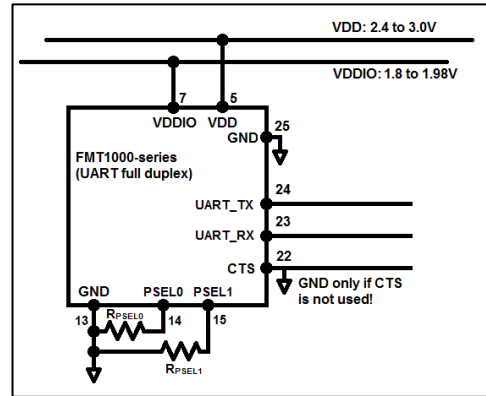 VDD: 2.4 to 3.0V
VDDIO: 1.8 to 1.98V
7
5
VDDIO
VDD
25
GND
FMT1000-series
(UART full duplex)
24
UART_TX
23
UART_RX
22
CTS
GND only if CTS
is not used!
GND
PSEL0
PSEL1
13
RPSEL0
14
15
RPSEL1